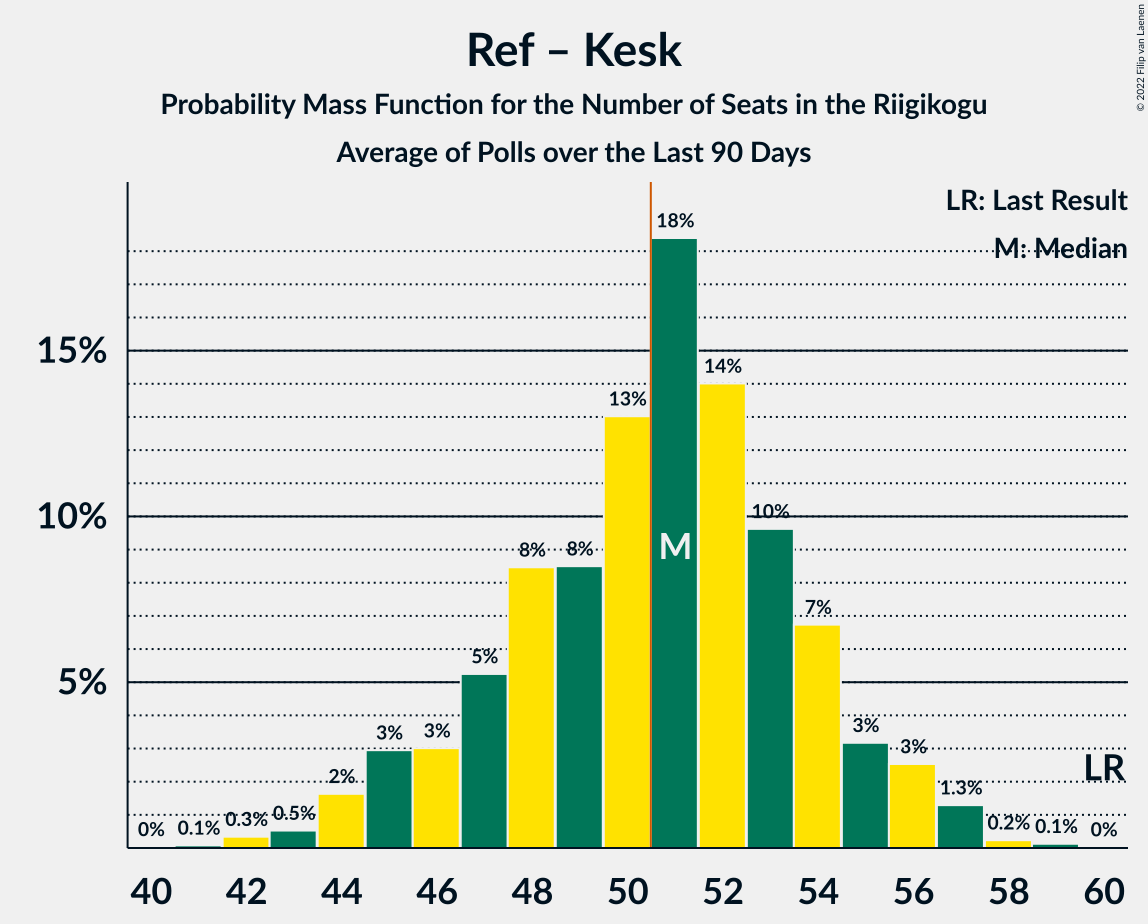 Ref – Kesk
Probability Mass Function for the Number of Seats in the Riigikogu
Average of Polls over the Last 90 Days
© 2022 Filip van Laenen
LR: Last Result
M: Median
15%
10%
5%
0%
0.1%
0.3%
0.5%
2%
3%
3%
5%
8%
8%
13%
18%
14%
10%
7%
3%
3%
1.3%
0.2%
0.1%
0%
M
LR
40 42 44 46 48 50 52 54 56 58 60